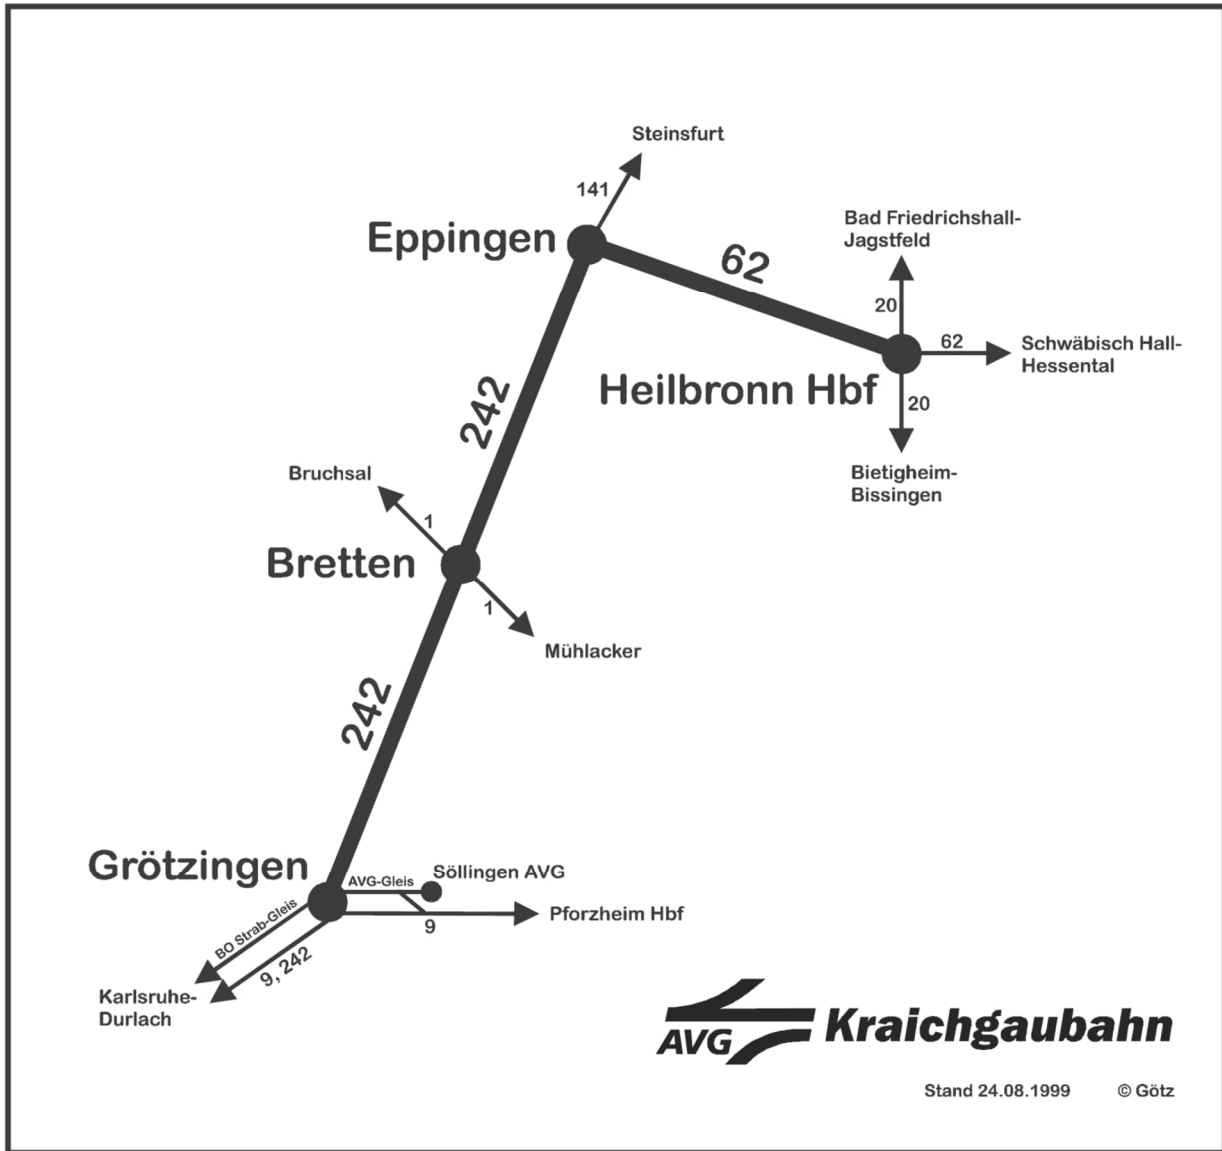 Steinsfurt
141
Eppingen
62
Bad Friedrichshall-
Jagstfeld
20
62
Schwäbisch Hall-
Hessental
Heilbronn Hbf
20
Bietigheim-
Bissingen
242
Bruchsal
1
Bretten
1
Mühlacker
242
Grötzingen
AVG-Gleis
Söllingen AVG
Pforzheim Hbf
9
BO Strab-Gleis
9, 242
Karlsruhe-
Durlach
AVG
Kraichgaubahn
Stand 24.08.1999
© Götz